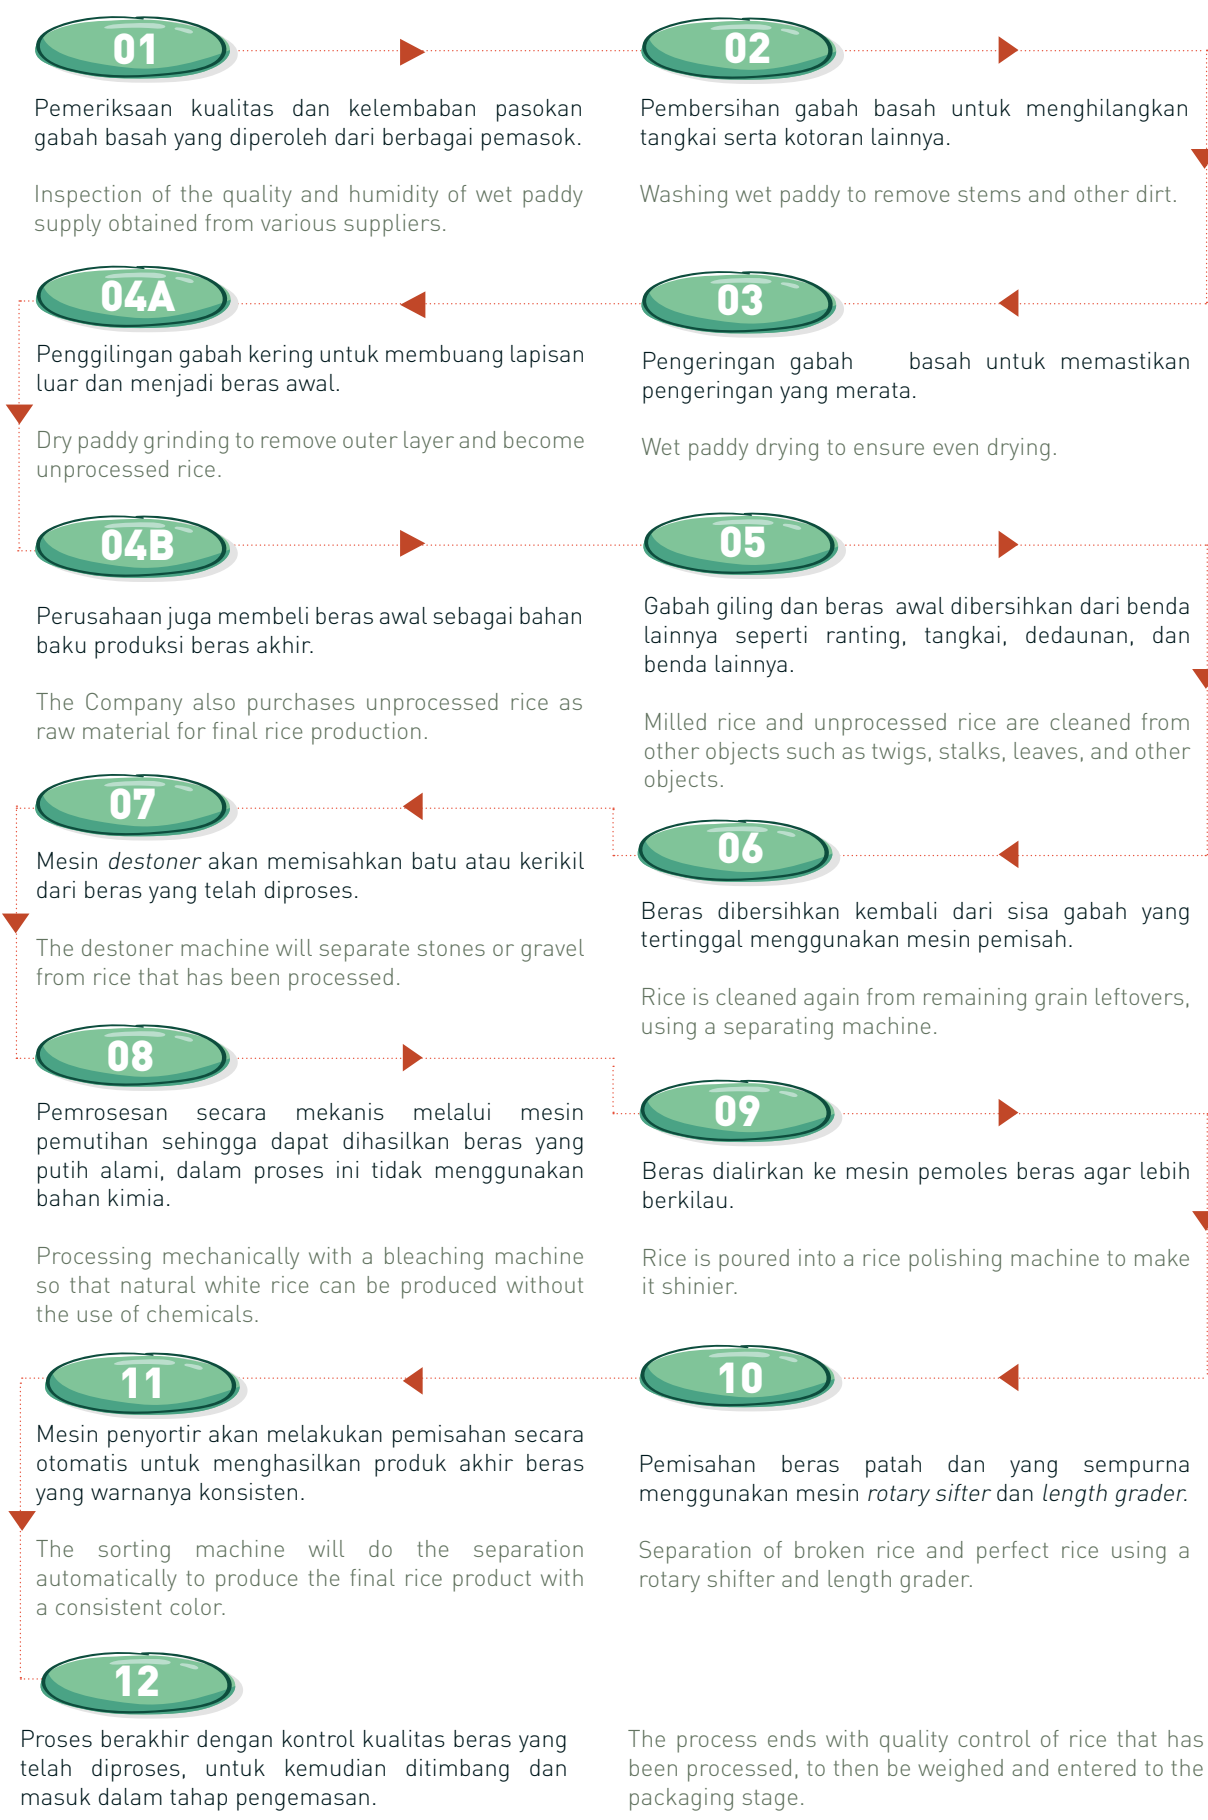 01
Pemeriksaan kualitas dan kelembaban pasokan
gabah basah yang diperoleh dari berbagai pemasok.
Inspection of the quality and humidity of wet paddy
supply obtained from various suppliers.
02
Pembersihan gabah basah untuk menghilangkan
tangkai serta kotoran lainnya.
Washing wet paddy to remove stems and other dirt.
03
Pengeringan gabah basah untuk memastikan
pengeringan yang merata.
Wet paddy drying to ensure even drying.
04A
Penggilingan gabah kering untuk membuang lapisan
luar dan menjadi beras awal.
Dry paddy grinding to remove outer layer and become
unprocessed rice.
04B
Perusahaan juga membeli beras awal sebagai bahan
baku produksi beras akhir.
The Company also purchases unprocessed rice as
raw material for final rice production.
05
Gabah giling dan beras awal dibersihkan dari benda
lainnya seperti ranting, tangkai, dedaunan, dan
benda lainnya.
Milled rice and unprocessed rice are cleaned from
other objects such as twigs, stalks, leaves, and other
objects.
06
Beras dibersihkan kembali dari sisa gabah yang
tertinggal menggunakan mesin pemisah.
Rice is cleaned again from remaining grain leftovers,
using a separating machine.
07
Mesin destoner akan memisahkan batu atau kerikil
dari beras yang telah diproses.
The destoner machine will separate stones or gravel
from rice that has been processed.
08
Pemrosesan secara mekanis melalui mesin
pemutihan sehingga dapat dihasilkan beras yang
putih alami, dalam proses ini tidak menggunakan
bahan kimia.
Processing mechanically with a bleaching machine
so that natural white rice can be produced without
the use of chemicals.
09
Beras dialirkan ke mesin pemoles beras agar lebih
berkilau.
Rice is poured into a rice polishing machine to make
it shinier.
10
Pemisahan beras patah dan yang sempurna
menggunakan mesin rotary sifter dan length grader.
Separation of broken rice and perfect rice using a
rotary shifter and length grader.
11
Mesin penyortir akan melakukan pemisahan secara
otomatis untuk menghasilkan produk akhir beras
yang warnanya konsisten.
The sorting machine will do the separation
automatically to produce the final rice product with
a consistent color.
12
Proses berakhir dengan kontrol kualitas beras yang
telah diproses, untuk kemudian ditimbang dan
masuk dalam tahap pengemasan.
The process ends with quality control of rice that has
been processed, to then be weighed and entered to the
packaging stage.